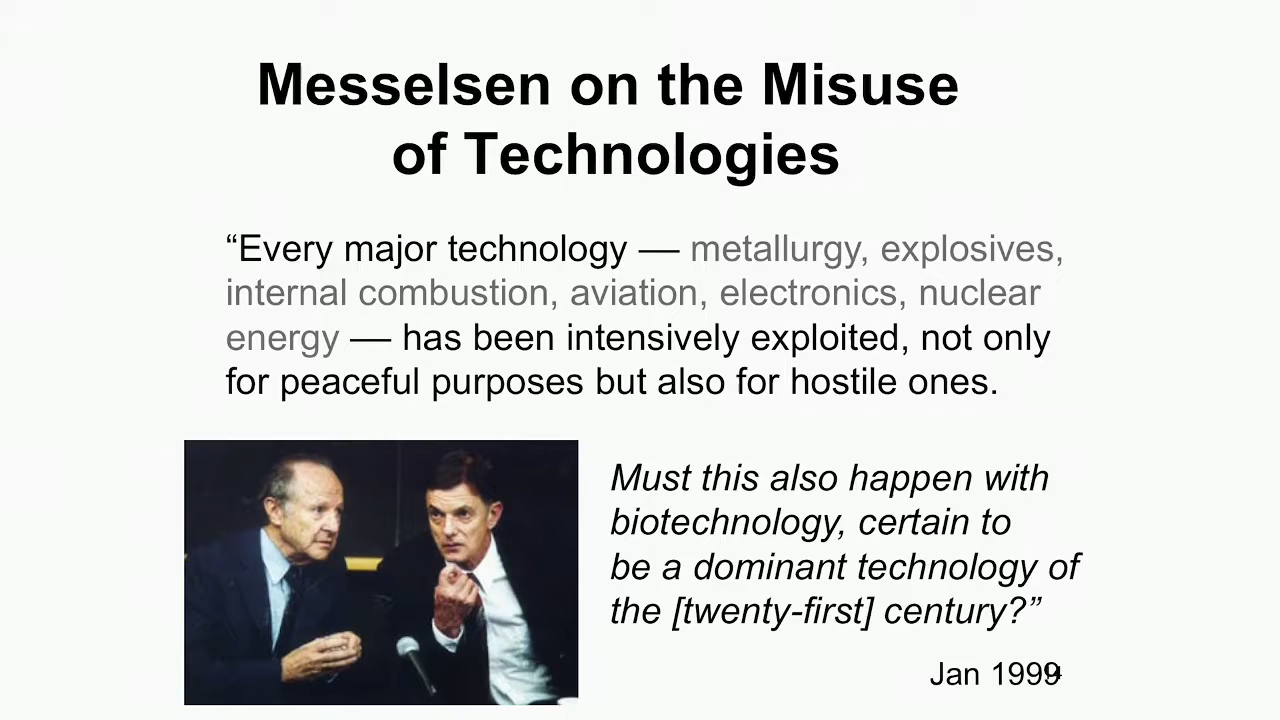 Messelsen on the Misuse
of Technologies
“Every major technology — metallurgy, explosives,
internal combustion, aviation, electronics, nuclear
energy — has been intensively exploited, not only
for peaceful purposes but also for hostile ones.
Must this also happen with
biotechnology, certain to
be a dominant technology of
the [twenty-first] century?”
Jan 1999